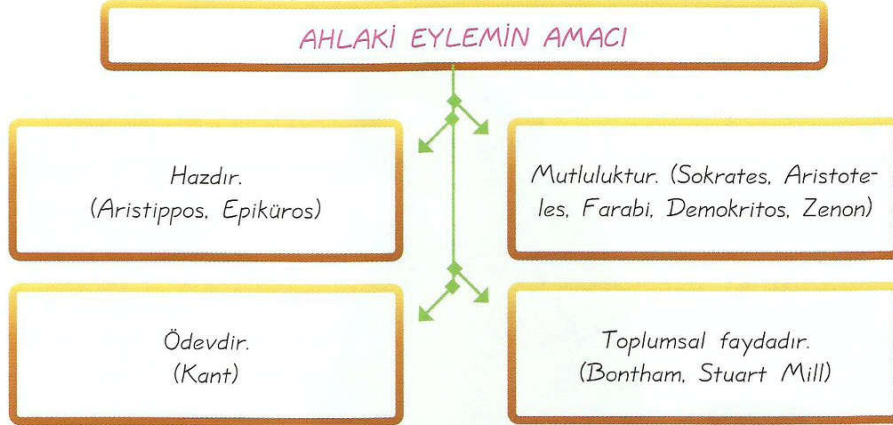 AHLAKİ EYLEMİN AMACI
Hazdır.
(Aristippos, Epiküros)
Mutluluktur. (Sokrates, Aristote-
les, Farabi, Demokritos, Zenon)
Ödevdir.
(Kant)
Toplumsal faydadır.
(Bontham, Stuart Mill)